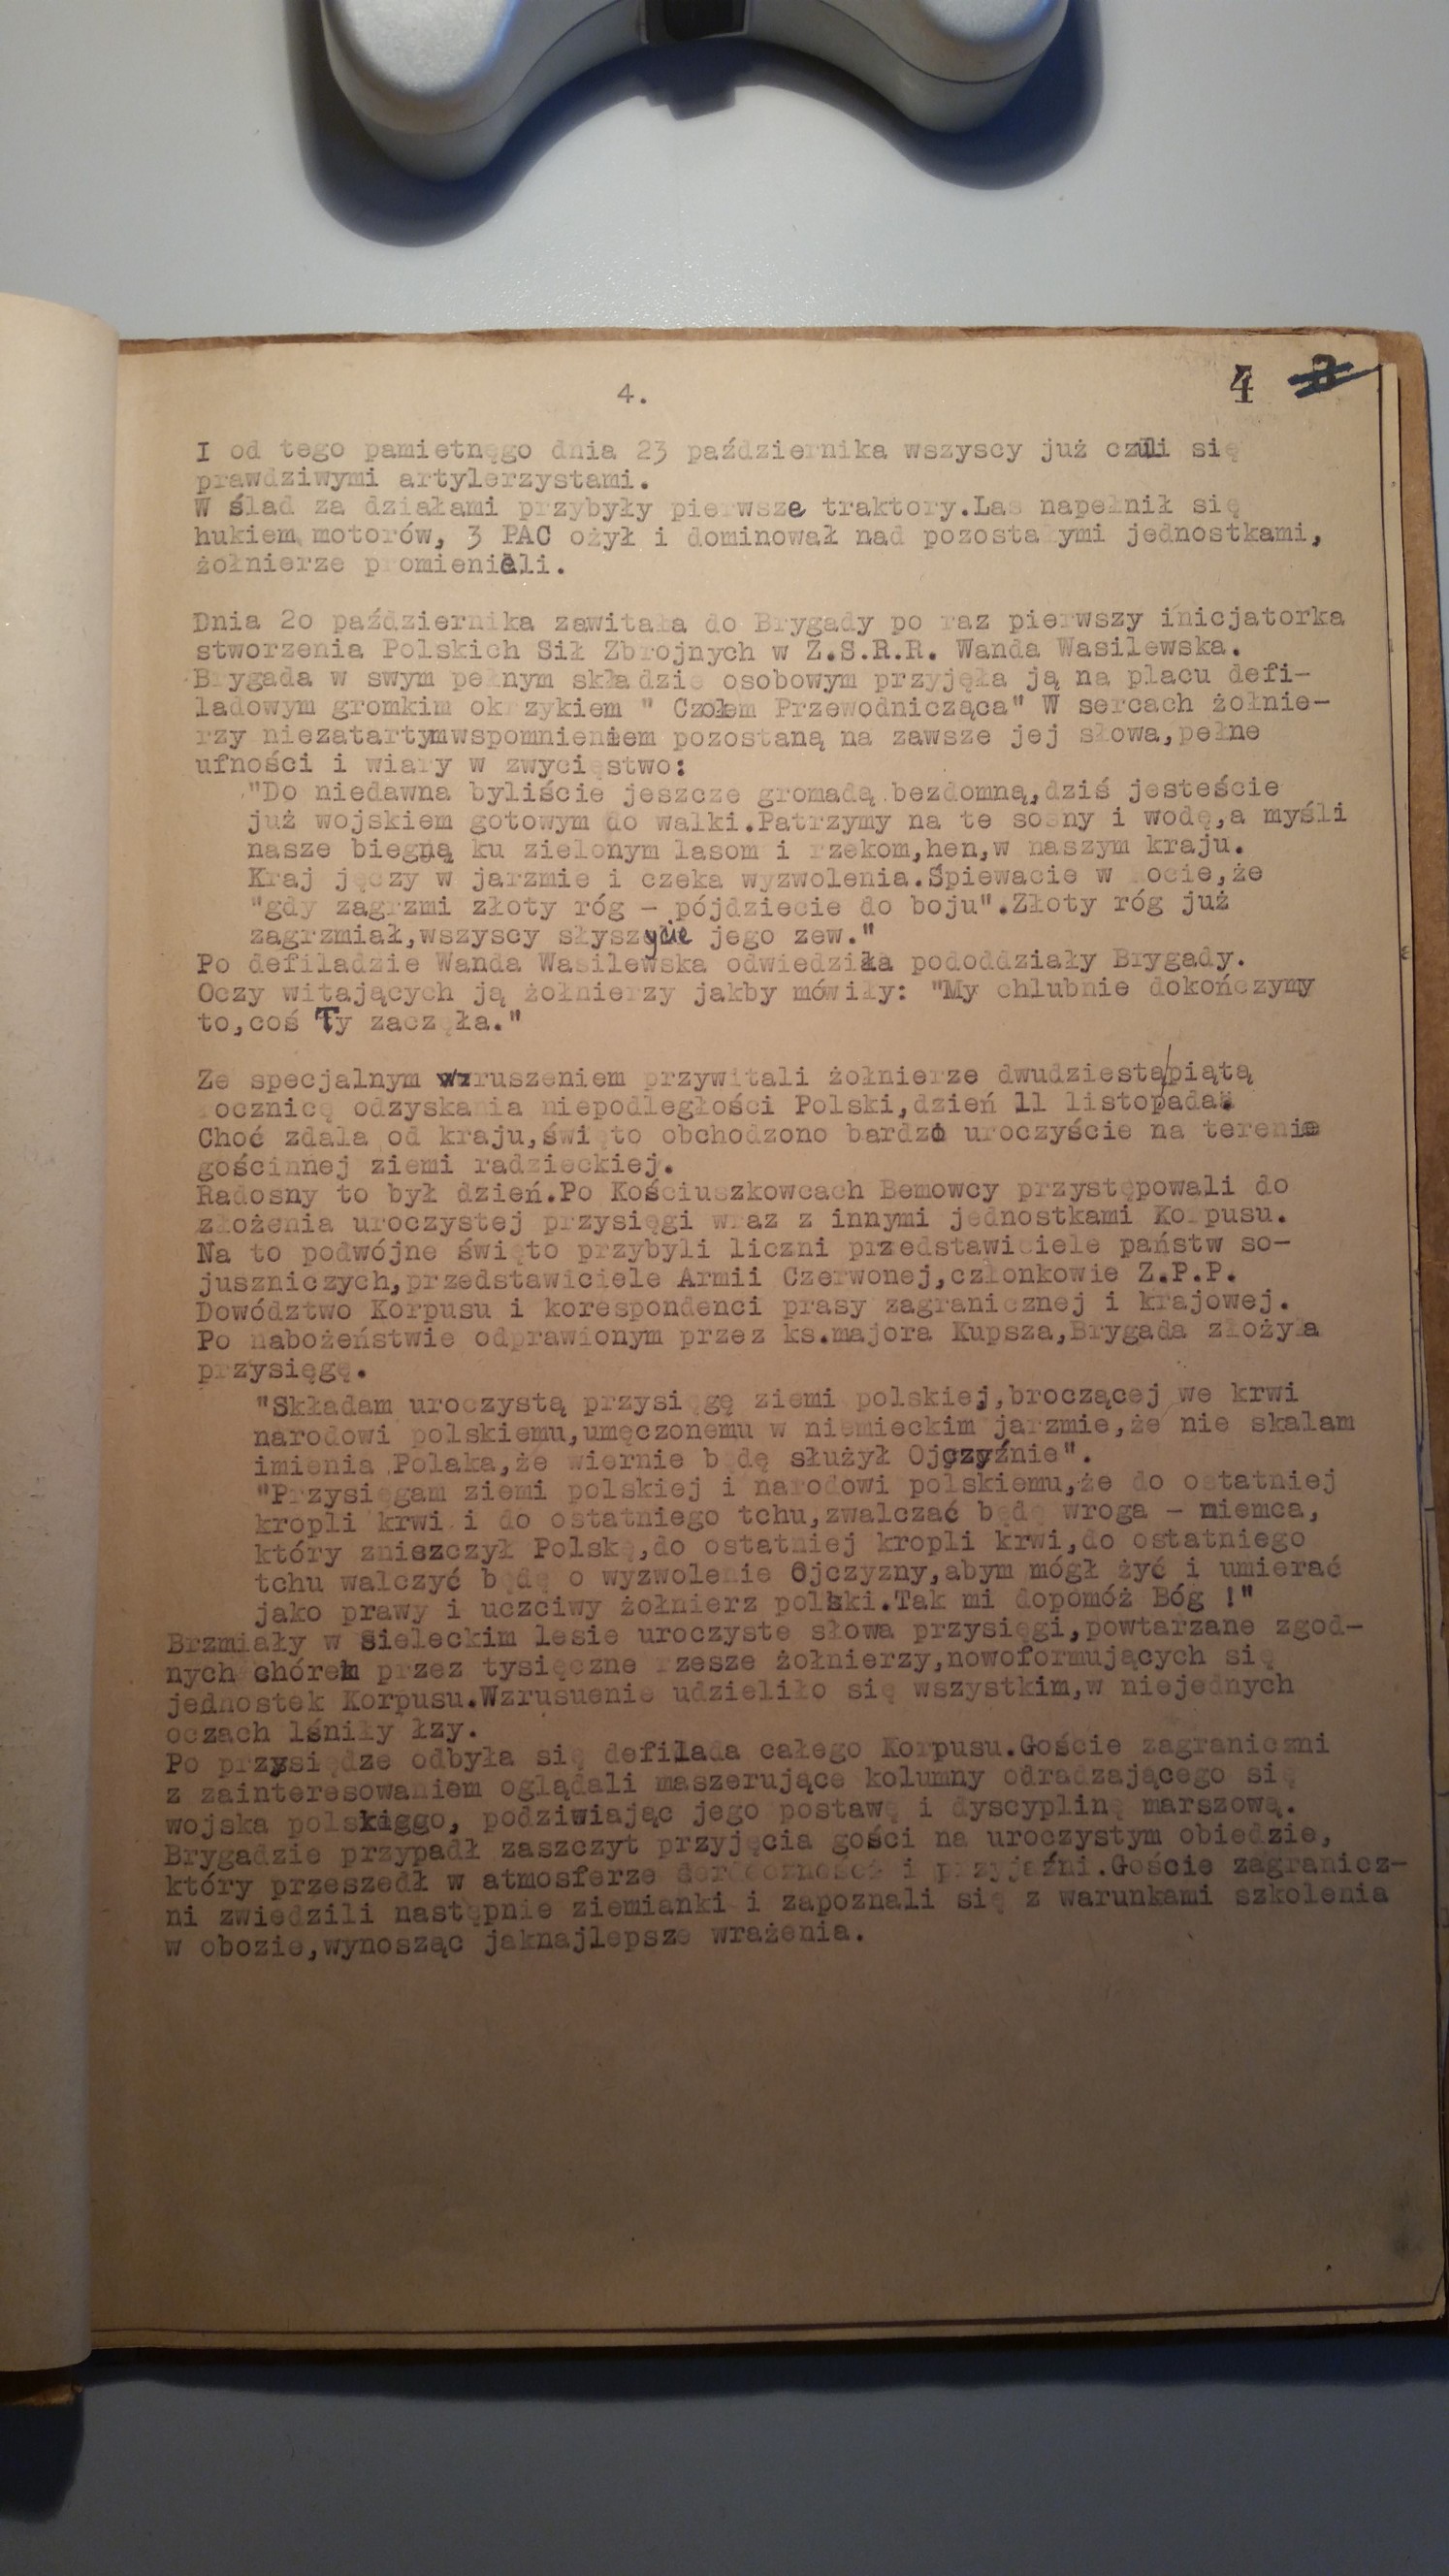 4.
4 3
I od tego pamietnęgo dnia 23 października wszyscy już czuli się
prawdziwymi artylerzystami.
W ślad za działami przybyły pierwsze traktory.Las napełnił się
hukiem motorów, 3 PAC ożył i dominował nad pozostałymi jednostkami,
żołnierze promienieli.
Dnia 2o października zawitała do Brygady po raz pierwszy inicjatorka
stworzenia Polskich Sił Zbrojnych w Z.S.R.R. Wanda Wasilewska.
Brygada w swym pełnym składzie osobowym przyjęła ją na placu defi-
ladowym gromkim okrzykiem " Czołem Przewodnicząca" W sercach żołnie-
rzy niezatartymwspomnieniem pozostaną na zawsze jej słowa,pełne
ufności i wiary w zwycięstwo:
"Do niedawna byliście jeszcze gromadą bezdomną,dziś jesteście
już wojskiem gotowym do walki.Patrzymy na te sosny i wodę,a myśli
nasze biegną ku zielonym lasom i rzekom,hen,w naszym kraju.
Kraj jęczy w jarzmie i czeka wyzwolenia.Śpiewacie w rocie,że
"gdy zagrzmi złoty róg - pójdziecie do boju".Złoty róg już
zagrzmiał,wszyscy słyszycie jego zew."
Po defiladzie Wanda Wasilewska odwiedziła pododdziały Brygady.
Oczy witających ją żołnierzy jakby mówiły: "My chlubnie dokończymy
to,coś Ty zaczęła."
Ze specjalnym wzruszeniem przywitali żołnierze dwudziestą/piątą
rocznicę odzyskania niepodległości Polski,dzień 11 listopada.
Choć zdala od kraju,święto obchodzono bardzo uroczyście na terenie
gościnnej ziemi radzieckiej.
Radosny to był dzień.Po Kościuszkowcach Bemowcy przystępowali do
złożenia uroczystej przysięgi wraz z innymi jednostkami Korpusu.
Na to podwójne święto przybyli liczni przedstawiciele państw so-
juszniczych,przedstawiciele Armii Czerwonej,członkowie Z.P.P.
Dowództwo Korpusu i korespondenci prasy zagranicznej i krajowej.
Po nabożeństwie odprawionym przez ks.majora Kupsza,Brygada złożyła
przysięgę.
"Składam uroczystą przysięgę ziemi polskiej,broczącej we krwi
narodowi polskiemu,umęczonemu w niemieckim jarzmie,że nie skalam
imienia Polaka,że wiernie będę służył Ojczyźnie".
"Przysięgam ziemi polskiej i narodowi polskiemu,że do ostatniej
kropli krwi i do ostatniego tchu,zwalczać będę wroga - niemca,
który zniszczył Polskę,do ostatniej kropli krwi,do ostatniego
tchu walczyć będę o wyzwolenie Ojczyzny,abym mógł żyć i umierać
jako prawy i uczciwy żołnierz polski.Tak mi dopomóż Bóg !"
Brzmiały w Sieleckim lesie uroczyste słowa przysięgi,powtarzane zgod-
nych chórem przez tysięczne rzesze żołnierzy,nowoformujących się
jednostek Korpusu.Wzrusuenie udzieliło się wszystkim,w niejednych
oczach lśniły łzy.
Po przysiędze odbyła się defilada całego Korpusu.Goście zagraniczni
z zainteresowaniem oglądali maszerujące kolumny odradzającego się
wojska polskiggo, podziwiając jego postawę i dyscyplinę marszową.
Brygadzie przypadł zaszczyt przyjęcia gości na uroczystym obiedzie,
który przeszedł w atmosferze serdeczności i przyjaźni.Goście zagranicz-
ni zwiedzili następnie ziemianki i zapoznali się z warunkami szkolenia
w obozie,wynosząc jaknajlepsze wrażenia.